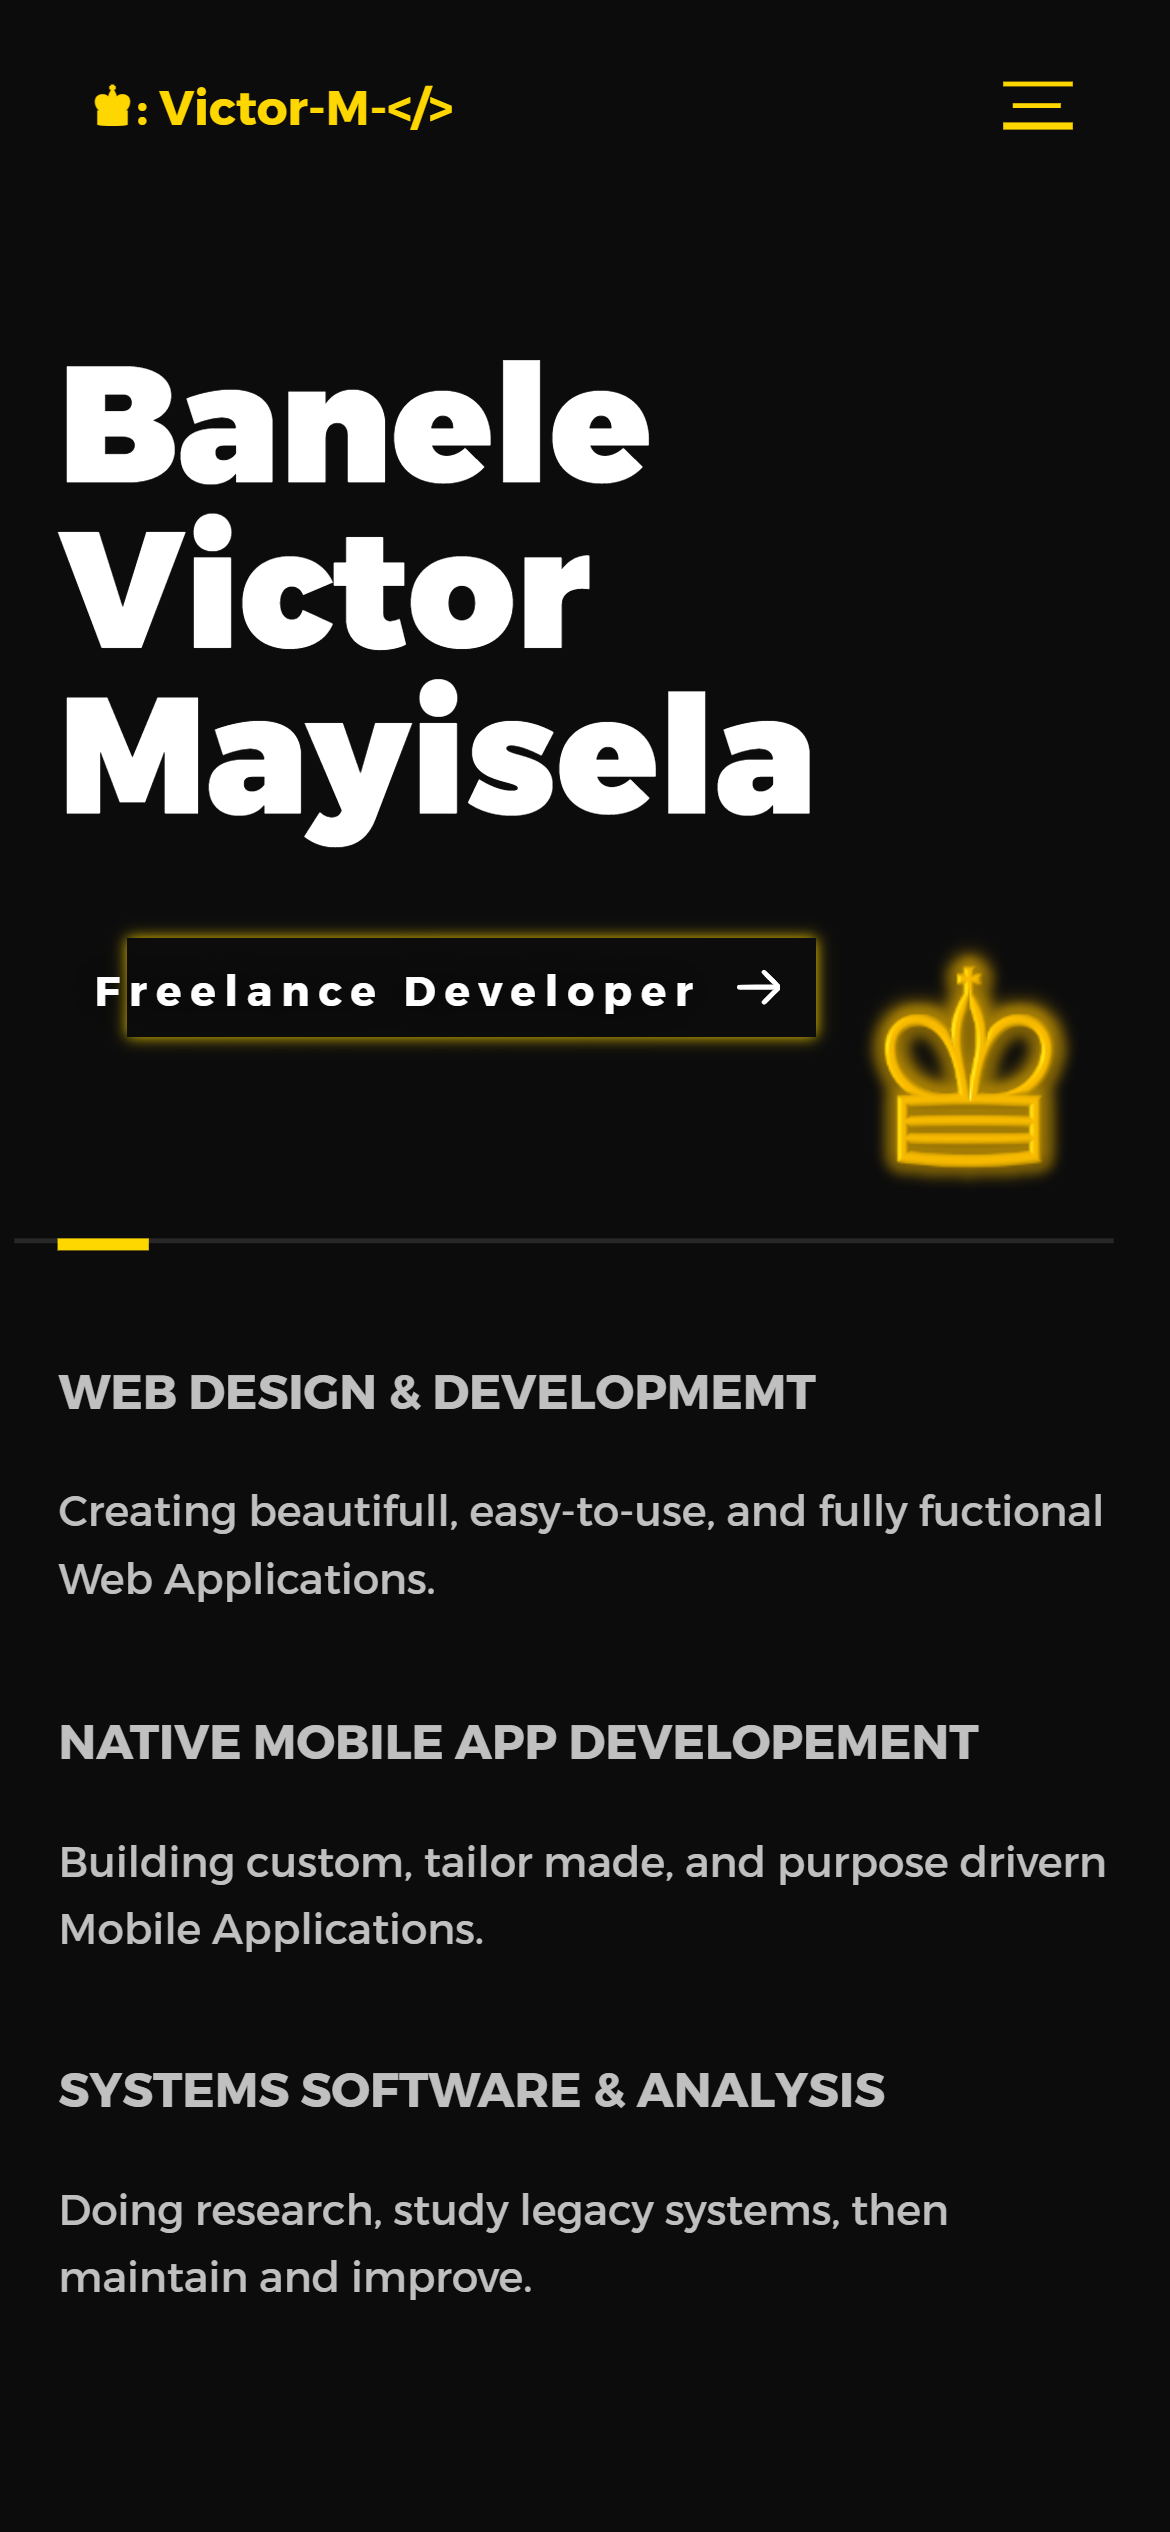 : Victor-M-</>
Banele
Victor
Mayisela
Freelance Developer →
WEB DESIGN & DEVELOPMEMT
Creating beautifull, easy-to-use, and fully fuctional
Web Applications.
NATIVE MOBILE APP DEVELOPEMENT
Building custom, tailor made, and purpose drivern
Mobile Applications.
SYSTEMS SOFTWARE & ANALYSIS
Doing research, study legacy systems, then
maintain and improve.